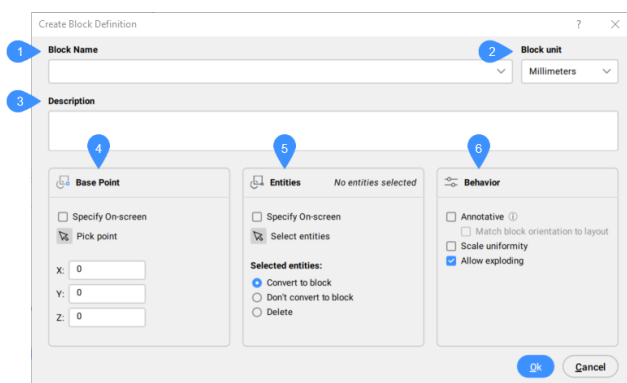 Create Block Definition
?
1
Block Name
2
Block unit
Millimeters
3
Description
4
5
6
Base Point
Specify On-screen
Pick point
X: 0
Y: 0
Z: 0
Entities No entities selected
Specify On-screen
Select entities
Selected entities:
Convert to block
Don't convert to block
Delete
Behavior
Annotative
Match block orientation to layout
Scale uniformity
Allow exploding
Ok
Cancel